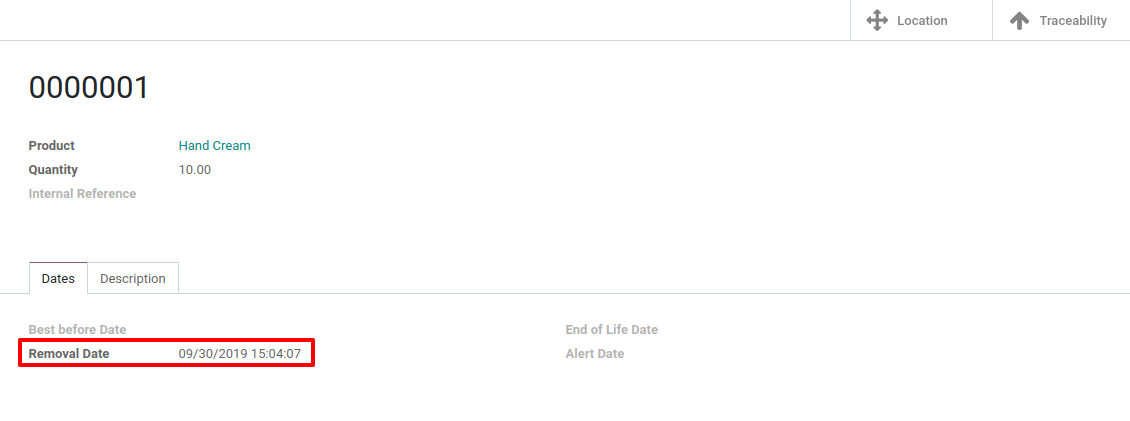 Location Traceability
0000001
Product Hand Cream
Quantity 10.00
Internal Reference
Dates Description
Best before Date End of Life Date
Removal Date 09/30/2019 15:04:07 Alert Date